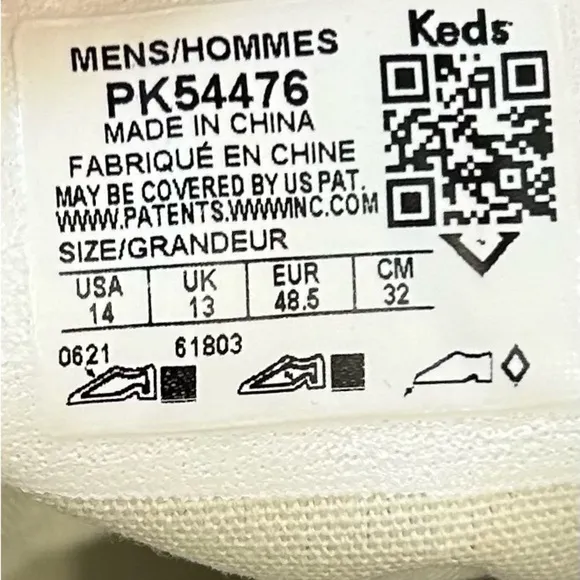 Keds
MENS/HOMMES
PK54476
MADE IN CHINA
FABRIQUÉ EN CHINE
MAY BE COVERED BY US PAT.
WWW.PATENTS.WWWINC.COM
SIZE/GRANDEUR
USA UK EUR CM
14 13 48.5 32
0621 61803